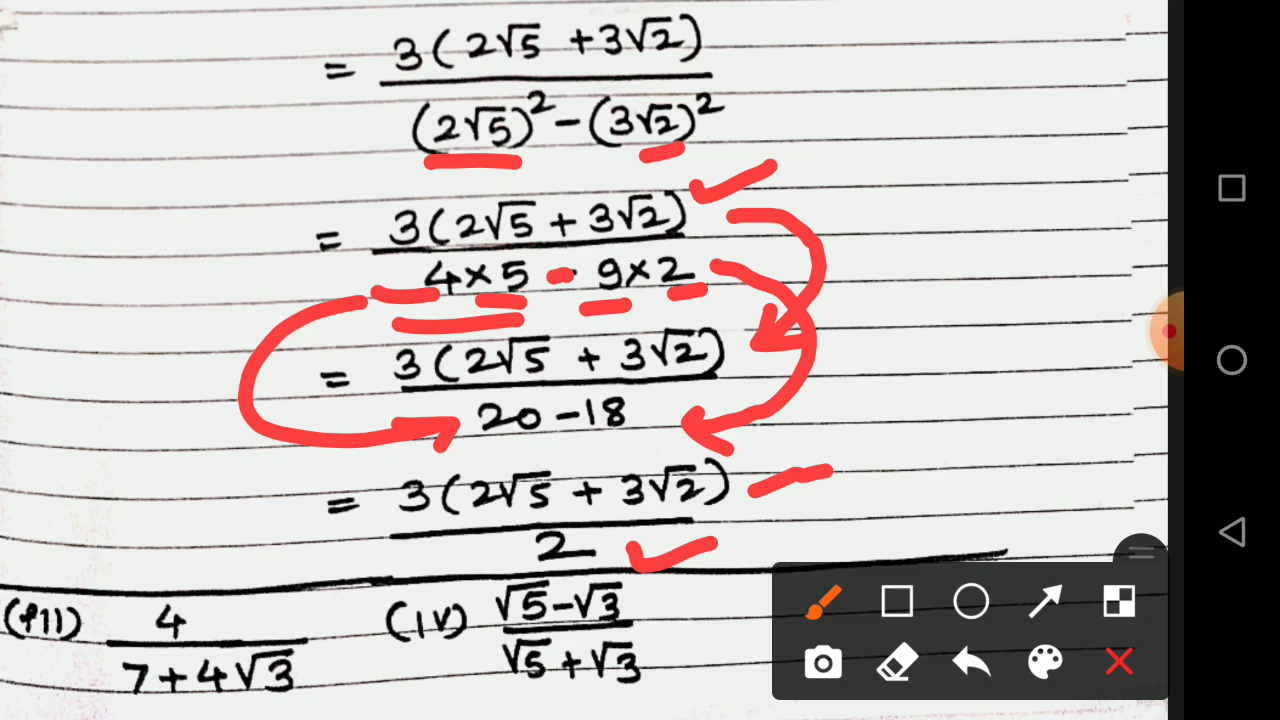 = 3(2√5 + 3√2)
(2√5)² - (3√2)²
= 3(2√5 + 3√2)
4×5 - 9×2
= 3(2√5 + 3√2)
20-18
= 3(2√5 + 3√2)
2
(iii) 4 (iv) √5-√3
7+4√3 √5+√3